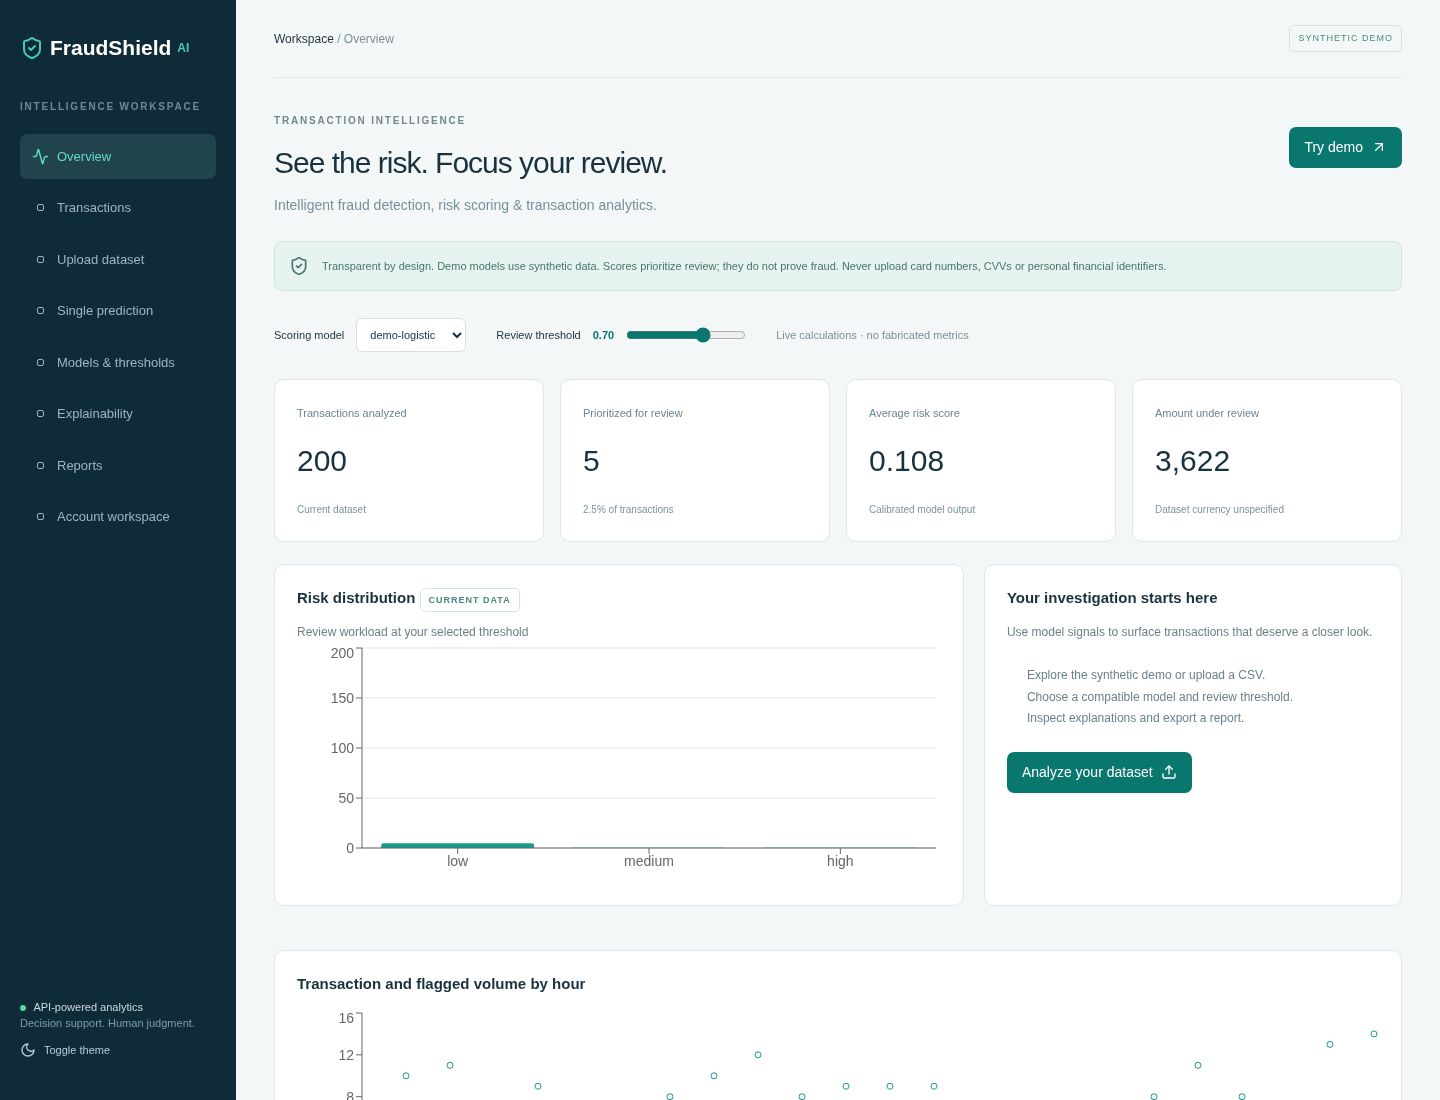 FraudShield AI
INTELLIGENCE WORKSPACE
Overview
Transactions
Upload dataset
Single prediction
Models & thresholds
Explainability
Reports
Account workspace
API-powered analytics
Decision support. Human judgment.
Toggle theme
Workspace / Overview
SYNTHETIC DEMO
TRANSACTION INTELLIGENCE
See the risk. Focus your review.
Intelligent fraud detection, risk scoring & transaction analytics.
Try demo
Transparent by design. Demo models use synthetic data. Scores prioritize review; they do not prove fraud. Never upload card numbers, CVVs or personal financial identifiers.
Scoring model demo-logistic Review threshold 0.70 Live calculations · no fabricated metrics
Transactions analyzed
200
Current dataset
Prioritized for review
5
2.5% of transactions
Average risk score
0.108
Calibrated model output
Amount under review
3,622
Dataset currency unspecified
Risk distribution CURRENT DATA
Review workload at your selected threshold
200
150
100
50
0
low medium high
Your investigation starts here
Use model signals to surface transactions that deserve a closer look.
Explore the synthetic demo or upload a CSV.
Choose a compatible model and review threshold.
Inspect explanations and export a report.
Analyze your dataset
Transaction and flagged volume by hour
16
12
8